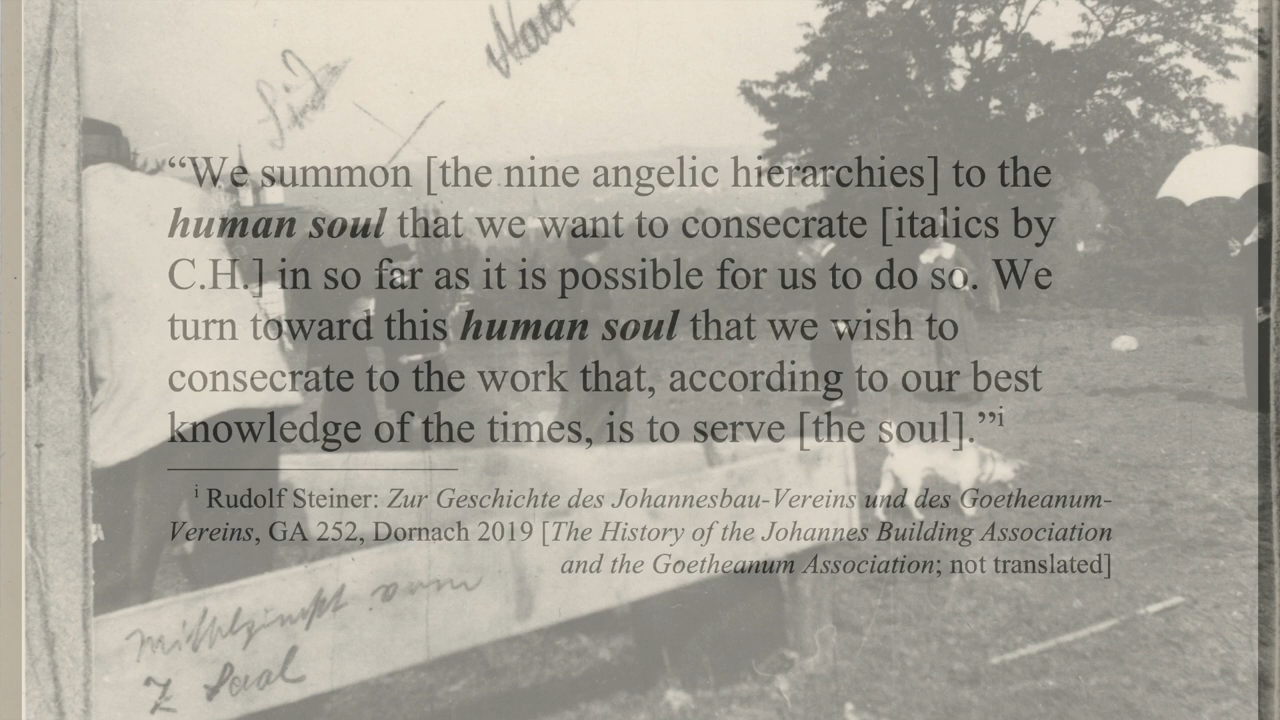 Süd
Nord
“We summon [the nine angelic hierarchies] to the
human soul that we want to consecrate [italics by
C.H.] in so far as it is possible for us to do so. We
turn toward this human soul that we wish to
consecrate to the work that, according to our best
knowledge of the times, is to serve [the soul].”i
i Rudolf Steiner: Zur Geschichte des Johannesbau-Vereins und des Goetheanum-
Vereins, GA 252, Dornach 2019 [The History of the Johannes Building Association
and the Goetheanum Association; not translated]
Mittelpunkt vom
Z Saal